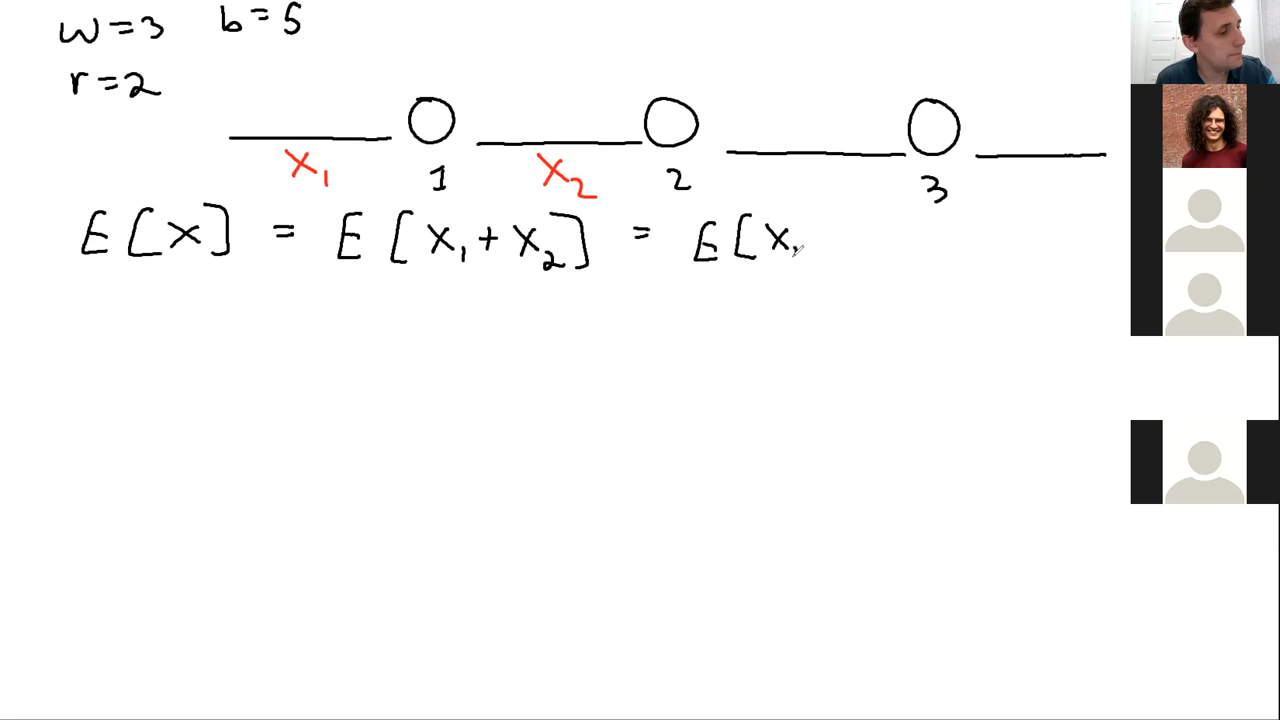 w=3 b=5
r=2
X₁ 1 X₂ 2 3
E[X] = E[X₁+X₂] = E[X₁